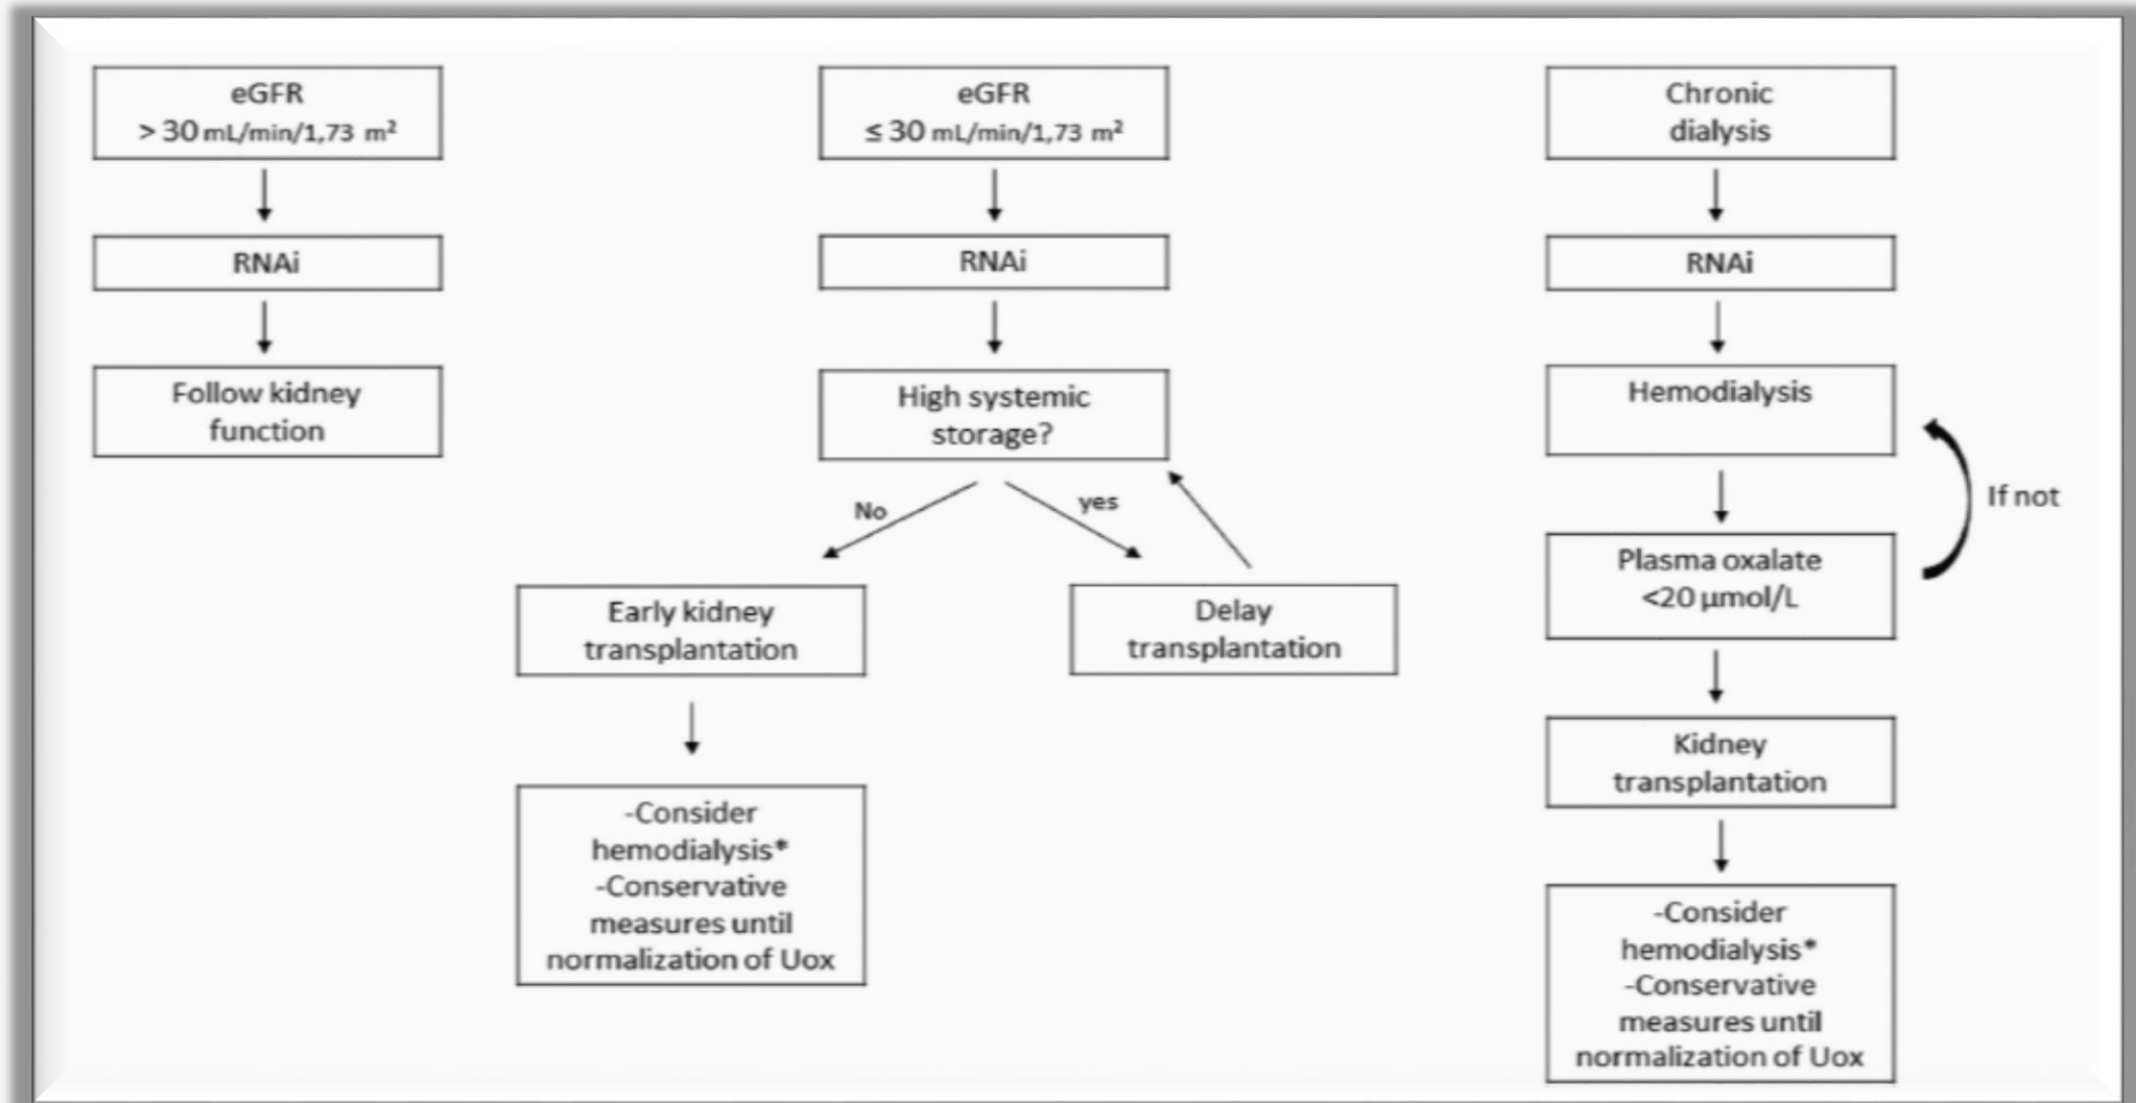 eGFR
> 30 mL/min/1,73 m²
RNAi
Follow kidney
function
eGFR
≤ 30 mL/min/1,73 m²
RNAi
High systemic
storage?
No
yes
Early kidney
transplantation
Delay
transplantation
-Consider
hemodialysis*
-Conservative
measures until
normalization of Uox
Chronic
dialysis
RNAi
Hemodialysis
If not
Plasma oxalate
<20 µmol/L
Kidney
transplantation
-Consider
hemodialysis*
-Conservative
measures until
normalization of Uox